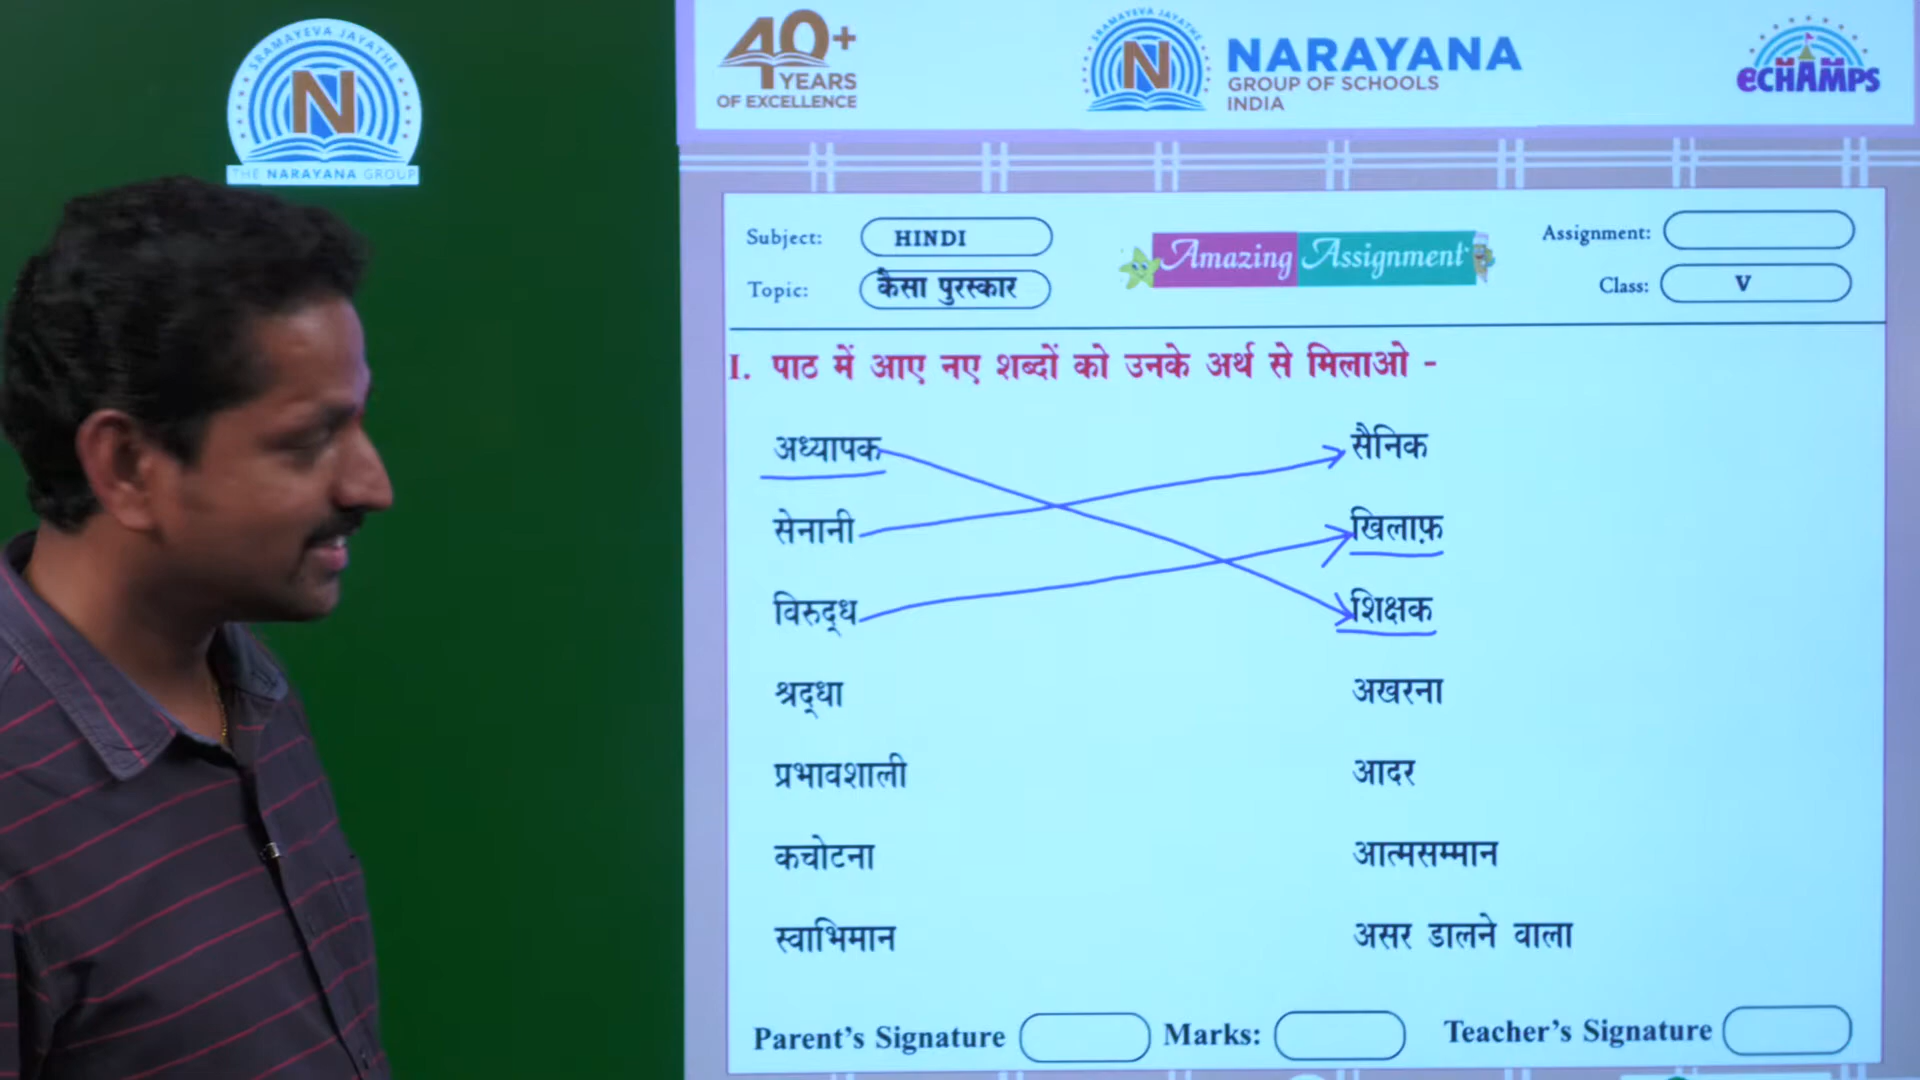 SRAMAYEVA JAYATHE
N
THE NARAYANA GROUP
40+
YEARS
OF EXCELLENCE
SRAMAYEVA JAYATHE
N
NARAYANA
GROUP OF SCHOOLS
INDIA
eCHAMPS
Subject: HINDI
Topic: कैसा पुरस्कार
Amazing Assignment
Assignment:
Class: V
I. पाठ में आए नए शब्दों को उनके अर्थ से मिलाओ -
अध्यापक सैनिक
सेनानी खिलाफ़
विरुद्ध शिक्षक
श्रद्धा अखरना
प्रभावशाली आदर
कचोटना आत्मसम्मान
स्वाभिमान असर डालने वाला
Parent's Signature Marks: Teacher's Signature